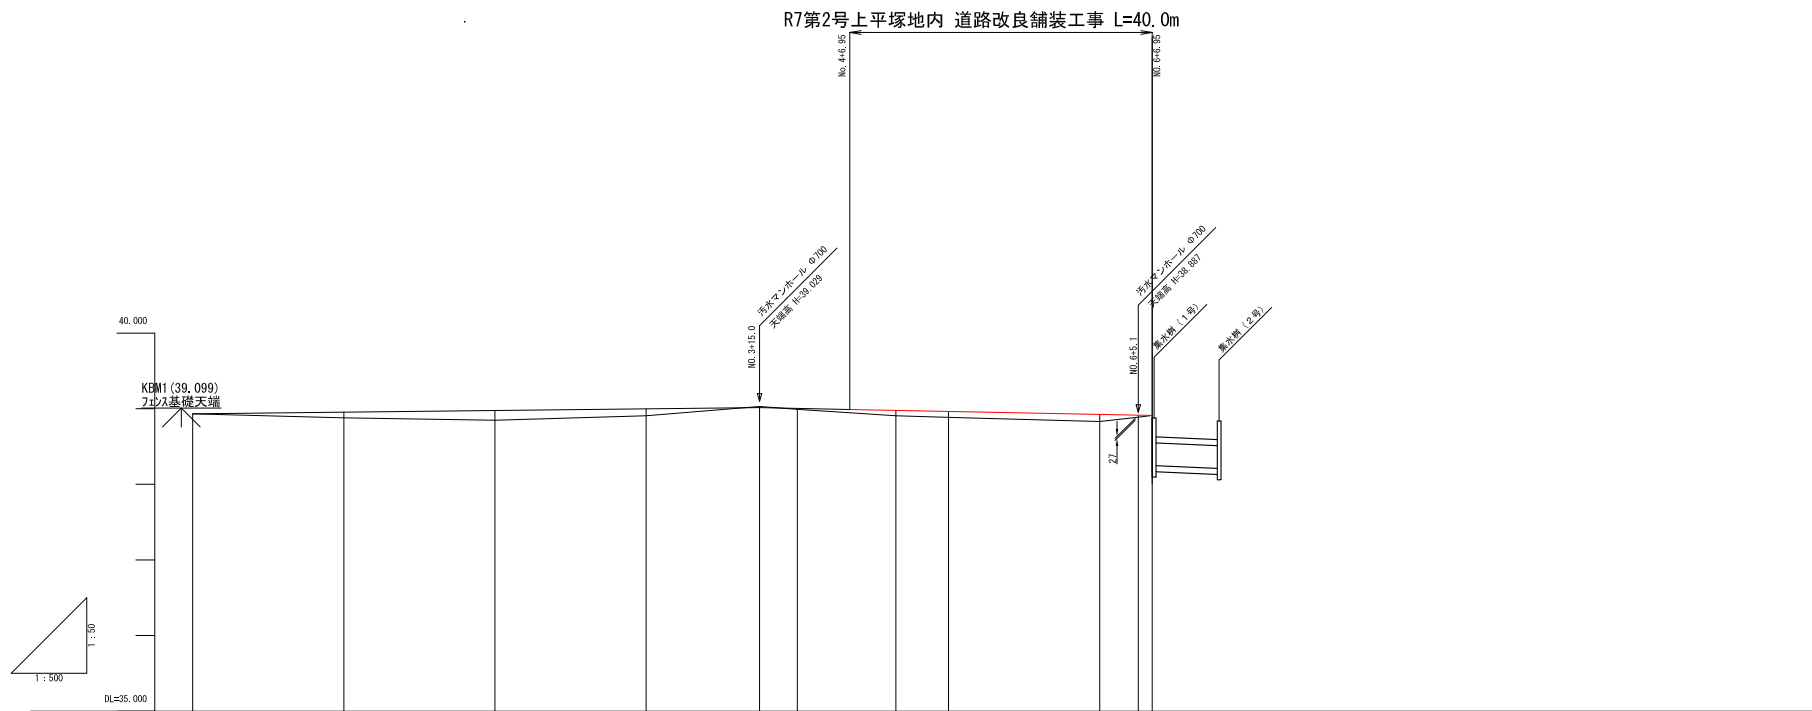 R7第2号上平塚地内 道路改良舗装工事 L=40.0m
No.4+6.95
NO.6+6.95
汚水マンホール Φ700
天端高 H=39.029
NO.3+15.0
汚水マンホール Φ700
天端高 H=38.887
NO.6+5.1
集水桝(1号)
集水桝(2号)
40.000
KBM1(39.099)
フェンス基礎天端
27
1:50
1:500
DL=35.000